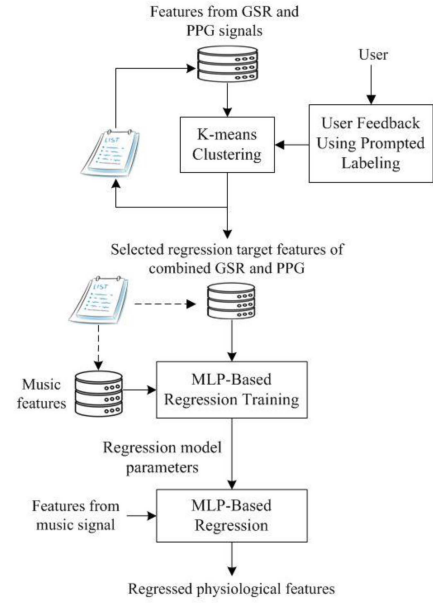 Features from GSR and
PPG signals
User
K-means
Clustering
User Feedback
Using Prompted
Labeling
LIST
Selected regression target features of
combined GSR and PPG
LIST
Music
features
MLP-Based
Regression Training
Regression model
parameters
Features from
music signal
MLP-Based
Regression
Regressed physiological features